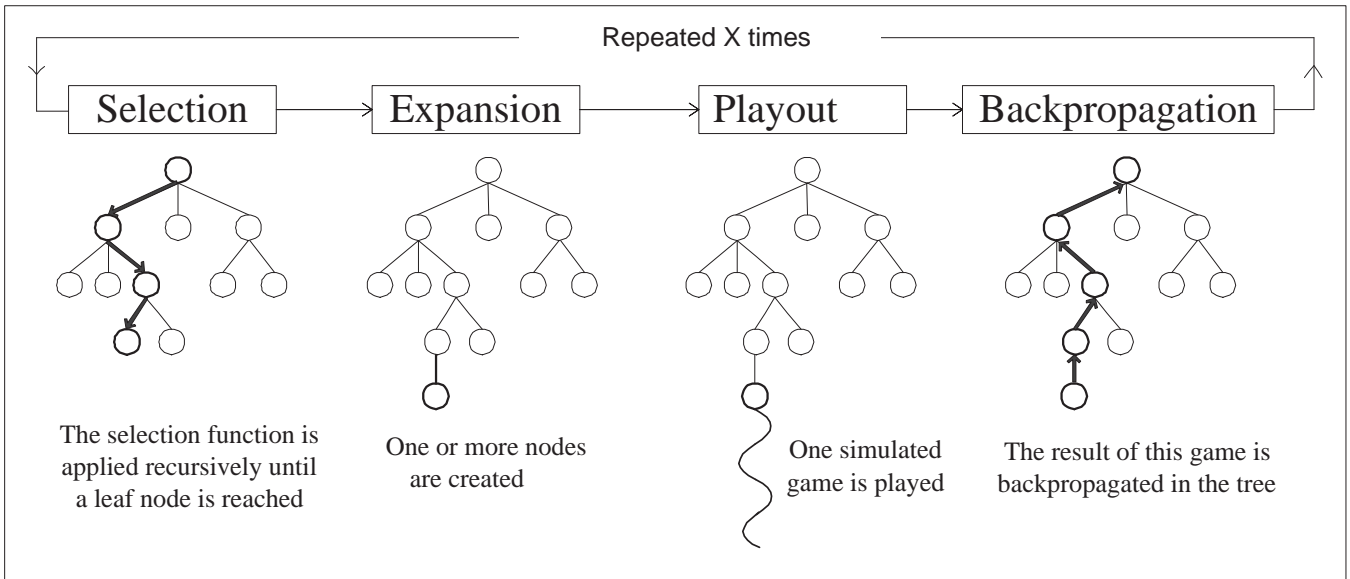 Repeated X times
Selection
Expansion
Playout
Backpropagation
The selection function is
applied recursively until
a leaf node is reached
One or more nodes
are created
One simulated
game is played
The result of this game is
backpropagated in the tree